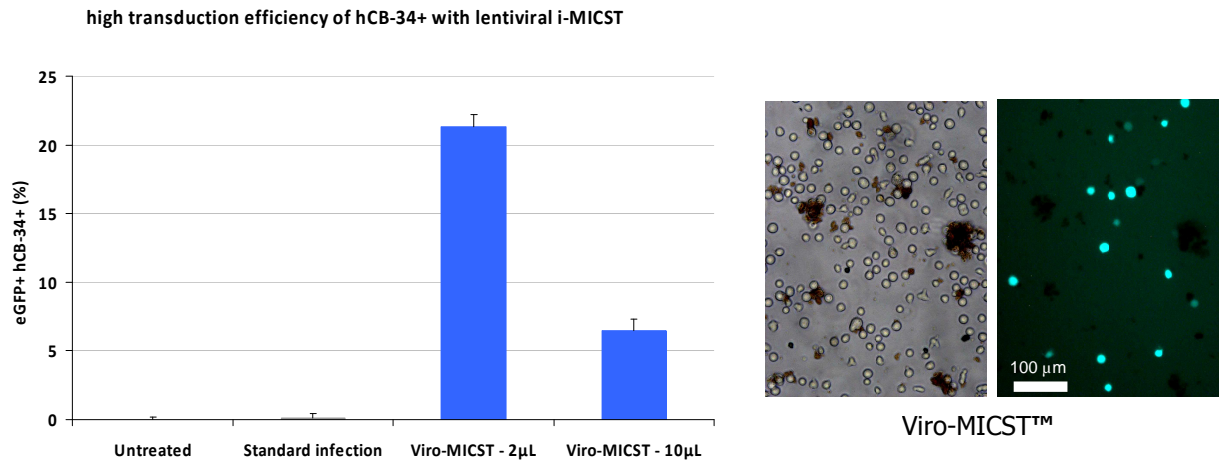 high transduction efficiency of hCB-34+ with lentiviral i-MICST
eGFP+ hCB-34+ (%)
25
20
15
10
5
0
Untreated
Standard infection
Viro-MICST - 2µL
Viro-MICST - 10µL
100 µm
Viro-MICST™